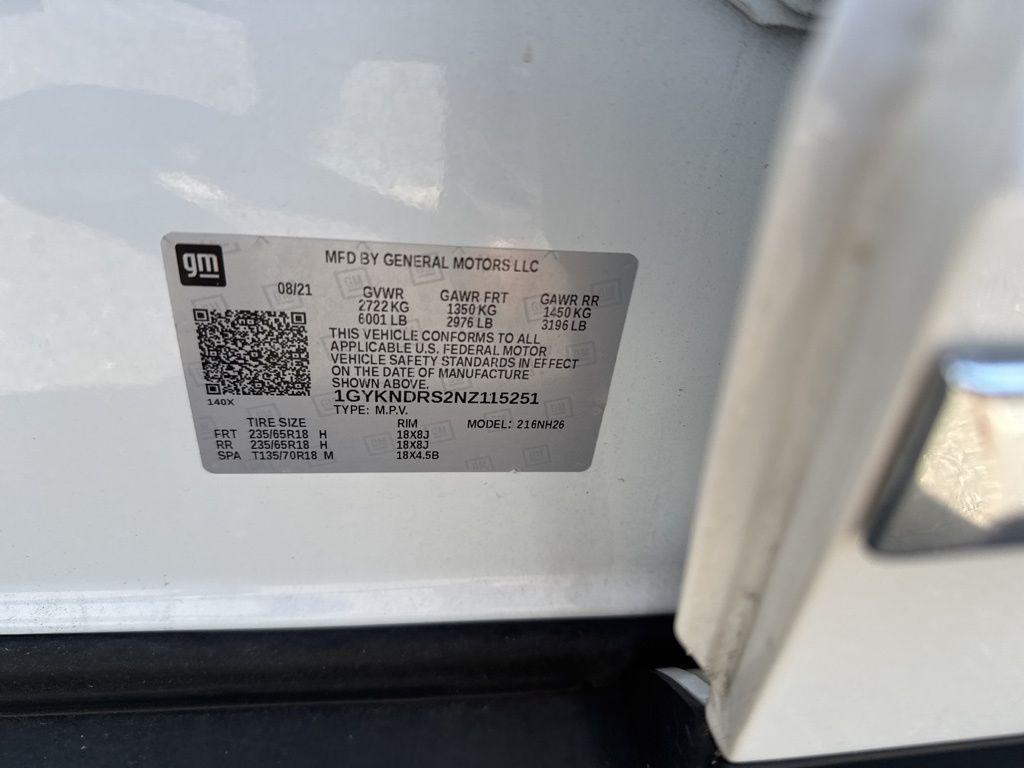 gm
MFD BY GENERAL MOTORS LLC
08/21 GVWR GAWR FRT GAWR RR
2722 KG 1350 KG 1450 KG
6001 LB 2976 LB 3196 LB
THIS VEHICLE CONFORMS TO ALL
APPLICABLE U.S. FEDERAL MOTOR
VEHICLE SAFETY STANDARDS IN EFFECT
ON THE DATE OF MANUFACTURE
SHOWN ABOVE.
140X
1GYKNDRS2NZ115251
TYPE: M.P.V.
TIRE SIZE RIM MODEL: 216NH26
FRT 235/65R18 H 18X8J
RR 235/65R18 H 18X8J
SPA T135/70R18 M 18X4.5B